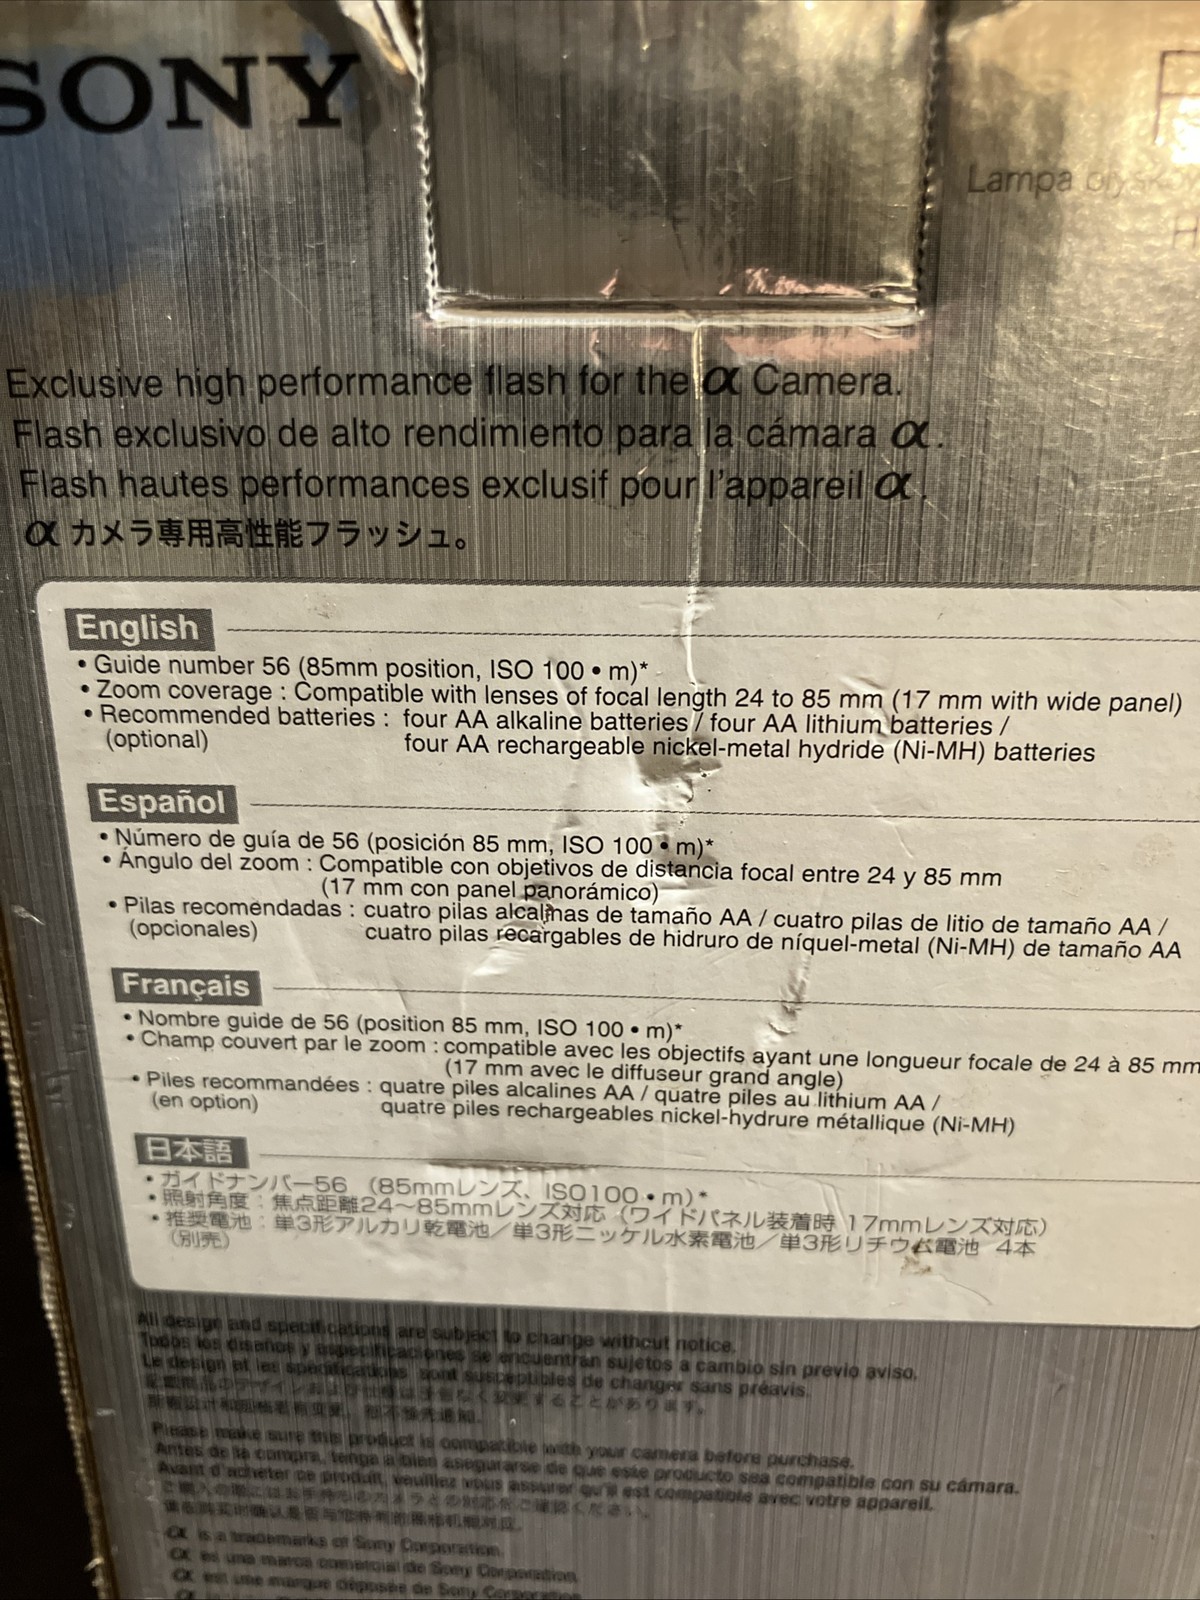 SONY
Lampa
Exclusive high performance flash for the α Camera.
Flash exclusivo de alto rendimiento para la cámara α.
Flash hautes performances exclusif pour l'appareil α.
α カメラ専用高性能フラッシュ。
English
• Guide number 56 (85mm position, ISO 100 • m)*
• Zoom coverage : Compatible with lenses of focal length 24 to 85 mm (17 mm with wide panel)
• Recommended batteries : four AA alkaline batteries / four AA lithium batteries /
(optional) four AA rechargeable nickel-metal hydride (Ni-MH) batteries
Español
• Número de guía de 56 (posición 85 mm, ISO 100 • m)*
• Ángulo del zoom : Compatible con objetivos de distancia focal entre 24 y 85 mm
(17 mm con panel panorámico)
• Pilas recomendadas : cuatro pilas alcalinas de tamaño AA / cuatro pilas de litio de tamaño AA /
(opcionales) cuatro pilas recargables de hidruro de níquel-metal (Ni-MH) de tamaño AA
Français
• Nombre guide de 56 (position 85 mm, ISO 100 • m)*
• Champ couvert par le zoom : compatible avec les objectifs ayant une longueur focale de 24 à 85 mm
(17 mm avec le diffuseur grand angle)
• Piles recommandées : quatre piles alcalines AA / quatre piles au lithium AA /
(en option) quatre piles rechargeables nickel-hydrure métallique (Ni-MH)
日本語
• ガイドナンバー56 （85mmレンズ、ISO100 • m）*
• 照射角度：焦点距離24〜85mmレンズ対応（ワイドパネル装着時 17mmレンズ対応）
• 推奨電池：単3形アルカリ乾電池／単3形ニッケル水素電池／単3形リチウム電池 4本
（別売）
All design and specifications are subject to change without notice.
Todos los diseños y especificaciones se encuentran sujetos a cambio sin previo aviso.
Le design et les spécifications sont susceptibles de changer sans préavis.
Please make sure this product is compatible with your camera before purchase.
Antes de la compra, tenga a bien asegurarse de que este producto sea compatible con su cámara.
Avant d'acheter ce produit, veuillez vous assurer qu'il est compatible avec votre appareil.
α is a trademarks of Sony Corporation.
α es una marca comercial de Sony Corporation.
α est une marque déposée de Sony Corporation.